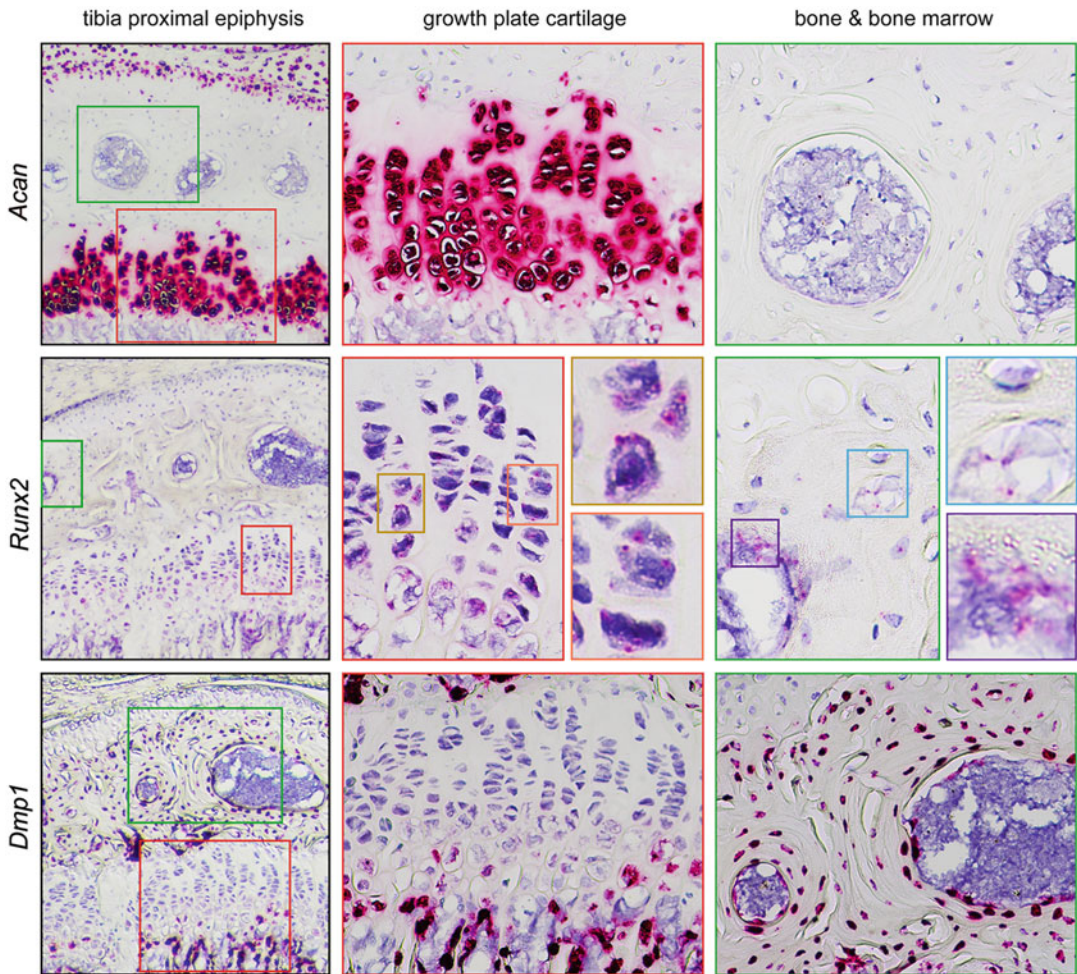 tibia proximal epiphysis
growth plate cartilage
bone & bone marrow
Acan
Runx2
Dmp1